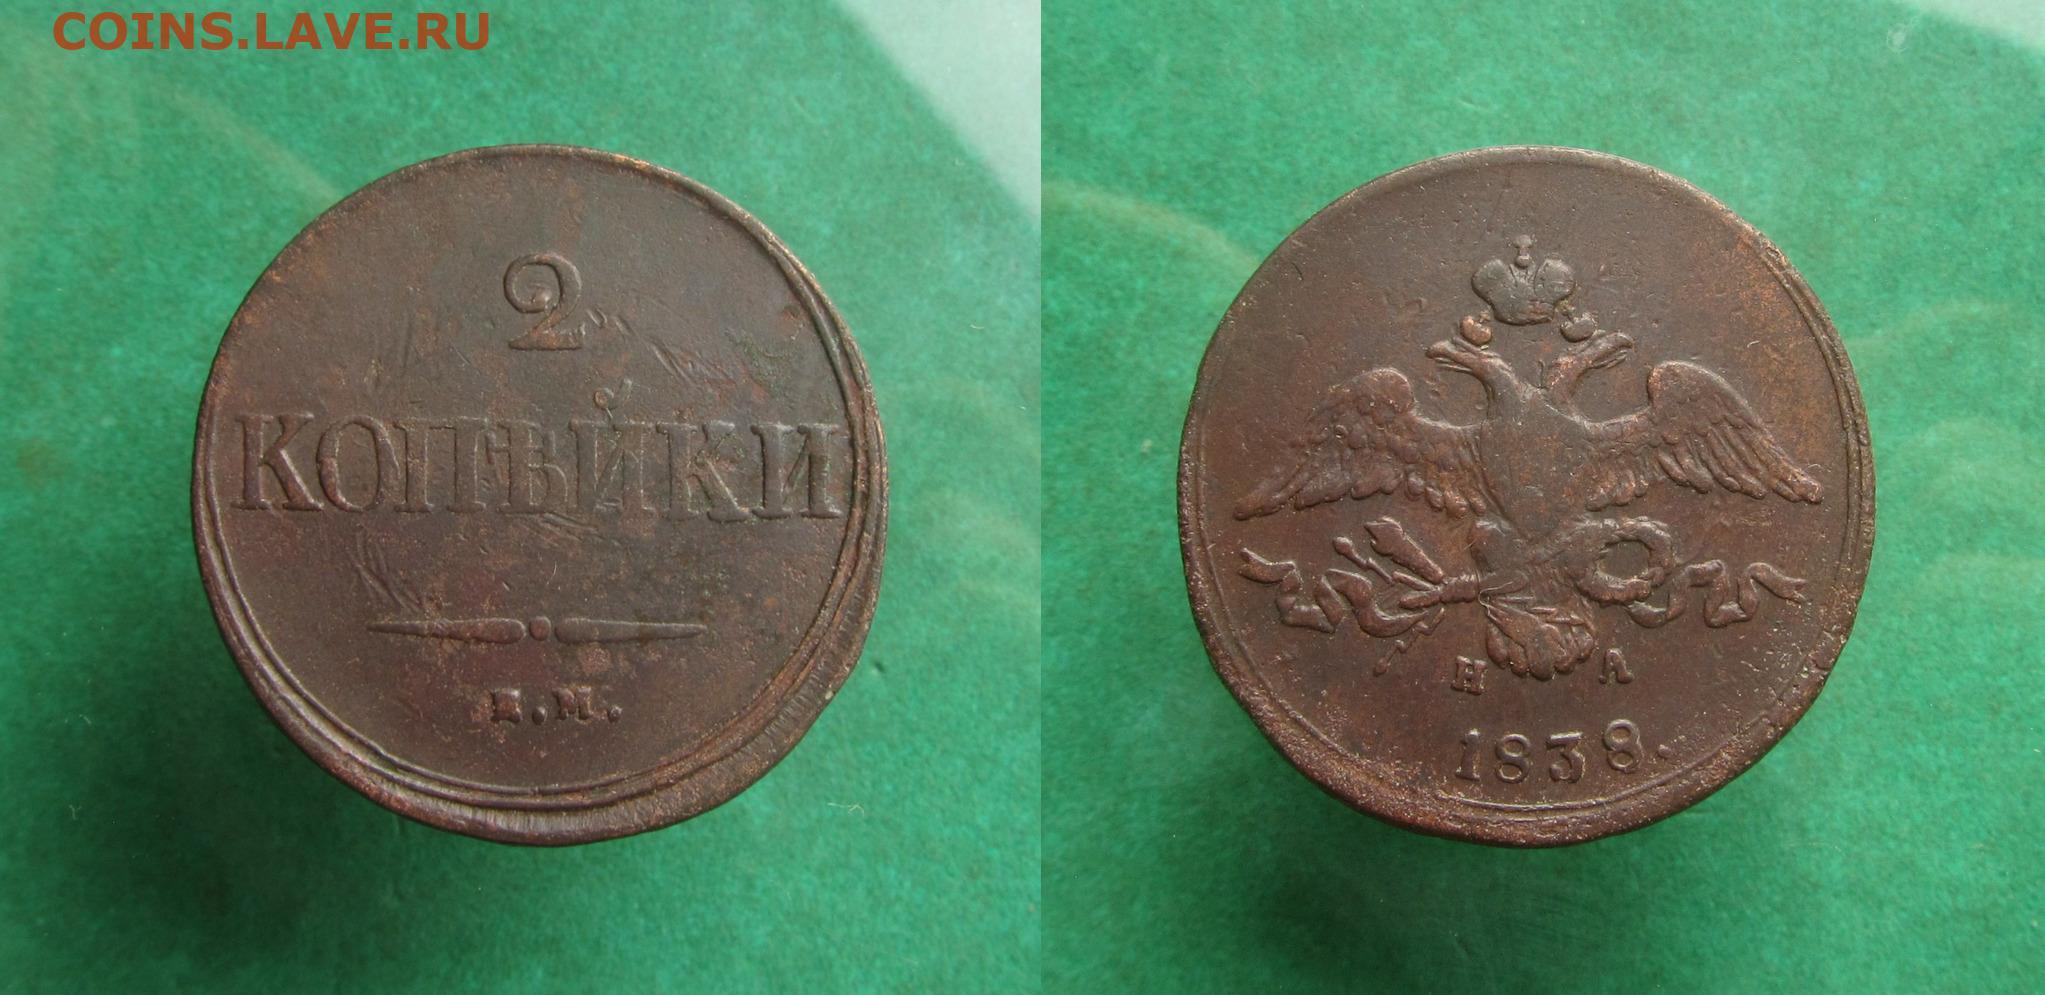 COINS.LAVE.RU
2
КОПѢЙКИ
Е.М.
Н А
1838.